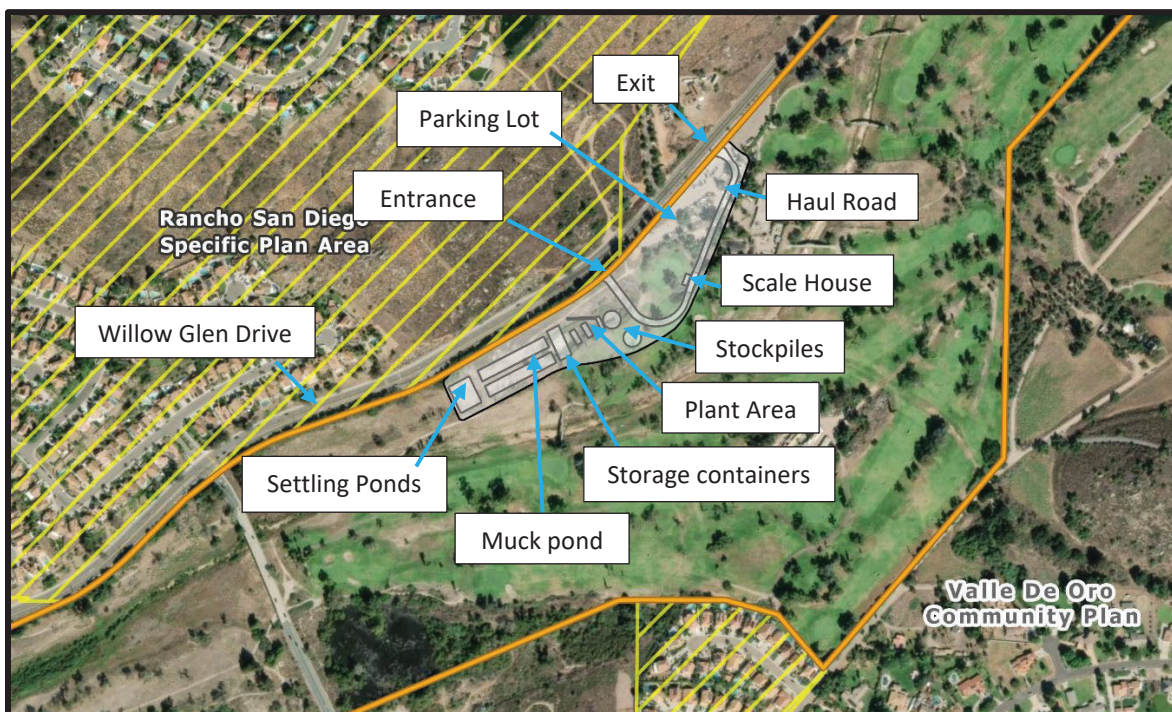 Exit
Parking Lot
Entrance
Haul Road
Rancho San Diego
Specific Plan Area
Scale House
Willow Glen Drive
Stockpiles
Plant Area
Storage containers
Settling Ponds
Muck pond
Valle De Oro
Community Plan